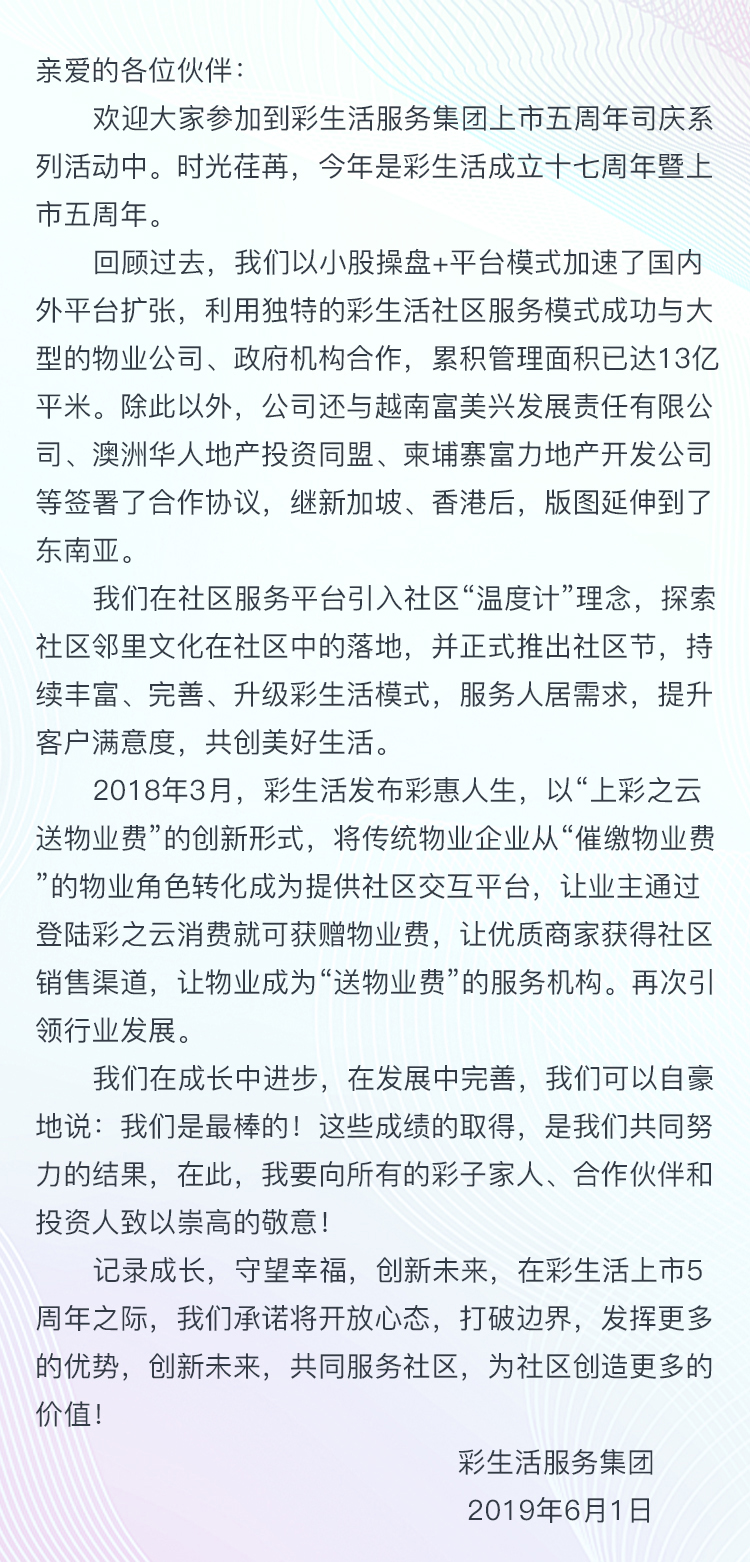 亲爱的各位伙伴：
欢迎大家参加到彩生活服务集团上市五周年司庆系
列活动中。时光荏苒，今年是彩生活成立十七周年暨上
市五周年。
回顾过去，我们以小股操盘+平台模式加速了国内
外平台扩张，利用独特的彩生活社区服务模式成功与大
型的物业公司、政府机构合作，累积管理面积已达13亿
平米。除此以外，公司还与越南富美兴发展责任有限公
司、澳洲华人地产投资同盟、柬埔寨富力地产开发公司
等签署了合作协议，继新加坡、香港后，版图延伸到了
东南亚。
我们在社区服务平台引入社区“温度计”理念，探索
社区邻里文化在社区中的落地，并正式推出社区节，持
续丰富、完善、升级彩生活模式，服务人居需求，提升
客户满意度，共创美好生活。
2018年3月，彩生活发布彩惠人生，以“上彩之云
送物业费”的创新形式，将传统物业企业从“催缴物业费
”的物业角色转化成为提供社区交互平台，让业主通过
登陆彩之云消费就可获赠物业费，让优质商家获得社区
销售渠道，让物业成为“送物业费”的服务机构。再次引
领行业发展。
我们在成长中进步，在发展中完善，我们可以自豪
地说：我们是最棒的！这些成绩的取得，是我们共同努
力的结果，在此，我要向所有的彩子家人、合作伙伴和
投资人致以崇高的敬意！
记录成长，守望幸福，创新未来，在彩生活上市5
周年之际，我们承诺将开放心态，打破边界，发挥更多
的优势，创新未来，共同服务社区，为社区创造更多的
价值！
彩生活服务集团
2019年6月1日